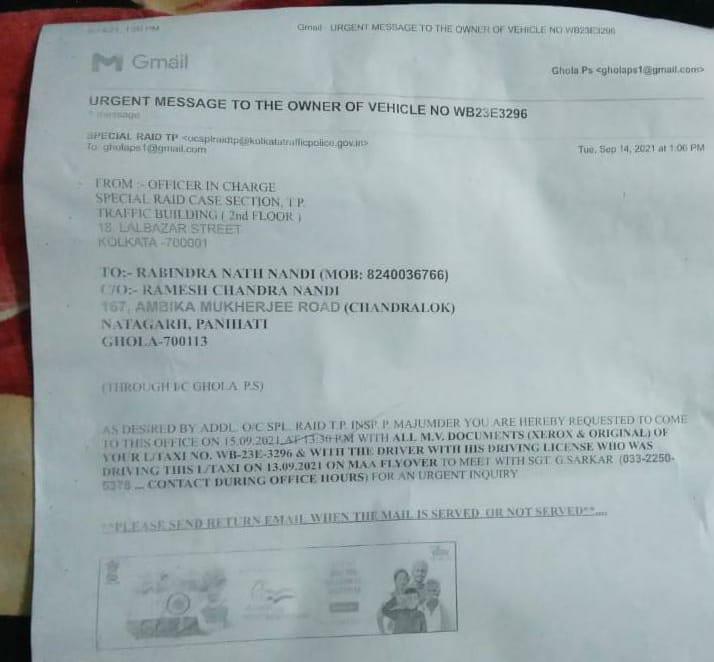 1:06 PM
Gmail - URGENT MESSAGE TO THE OWNER OF VEHICLE NO WB23E3296
Gmail
Ghola Ps <gholaps1@gmail.com>
URGENT MESSAGE TO THE OWNER OF VEHICLE NO WB23E3296
1 message
SPECIAL RAID TP <ocsplraidtp@kolkatatrafficpolice.gov.in>
To: gholaps1@gmail.com
Tue, Sep 14, 2021 at 1:06 PM
FROM :- OFFICER IN CHARGE
SPECIAL RAID CASE SECTION, T.P.
TRAFFIC BUILDING ( 2nd FLOOR )
18, LALBAZAR STREET
KOLKATA -700001
TO:- RABINDRA NATH NANDI (MOB: 8240036766)
C/O:- RAMESH CHANDRA NANDI
167, AMBIKA MUKHERJEE ROAD (CHANDRALOK)
NATAGARH, PANIHATI
GHOLA-700113
(THROUGH I/C GHOLA P.S)
AS DESIRED BY ADDL. O/C SPL. RAID T.P. INSP. P. MAJUMDER YOU ARE HEREBY REQUESTED TO COME
TO THIS OFFICE ON 15.09.2021 AT 13:30 P.M WITH ALL M.V. DOCUMENTS (XEROX & ORIGINAL) OF
YOUR L/TAXI NO. WB-23E-3296 & WITH THE DRIVER WITH HIS DRIVING LICENSE WHO WAS
DRIVING THIS L/TAXI ON 13.09.2021 ON MAA FLYOVER TO MEET WITH SGT. G.SARKAR (033-2250-
5378 ... CONTACT DURING OFFICE HOURS) FOR AN URGENT INQUIRY
**PLEASE SEND RETURN EMAIL WHEN THE MAIL IS SERVED OR NOT SERVED**....